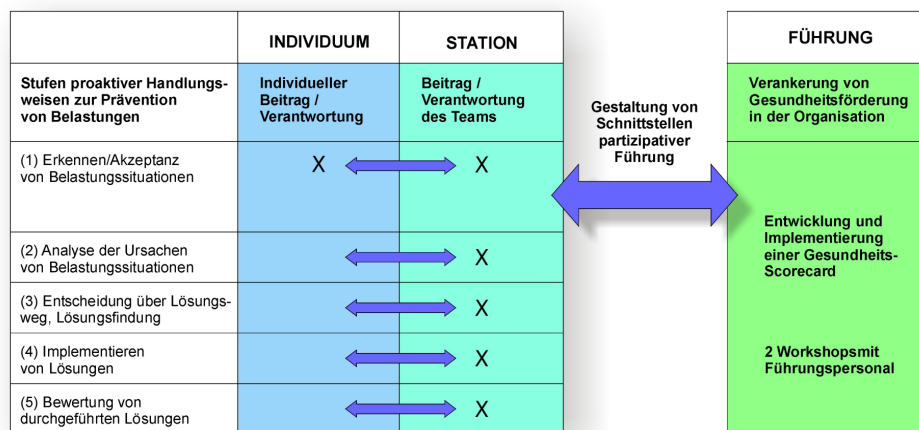 INDIVIDUUM
STATION
FÜHRUNG
Stufen proaktiver Handlungs-
weisen zur Prävention
von Belastungen
Individueller
Beitrag /
Verantwortung
Beitrag /
Verantwortung
des Teams
Gestaltung von
Schnittstellen
partizipativer
Führung
Verankerung von
Gesundheitsförderung
in der Organisation
(1) Erkennen/Akzeptanz
von Belastungssituationen
X
X
Entwicklung und
Implementierung
einer Gesundheits-
Scorecard
(2) Analyse der Ursachen
von Belastungssituationen
X
(3) Entscheidung über Lösungs-
weg, Lösungsfindung
X
(4) Implementieren
von Lösungen
X
2 Workshopsmit
Führungspersonal
(5) Bewertung von
durchgeführten Lösungen
X